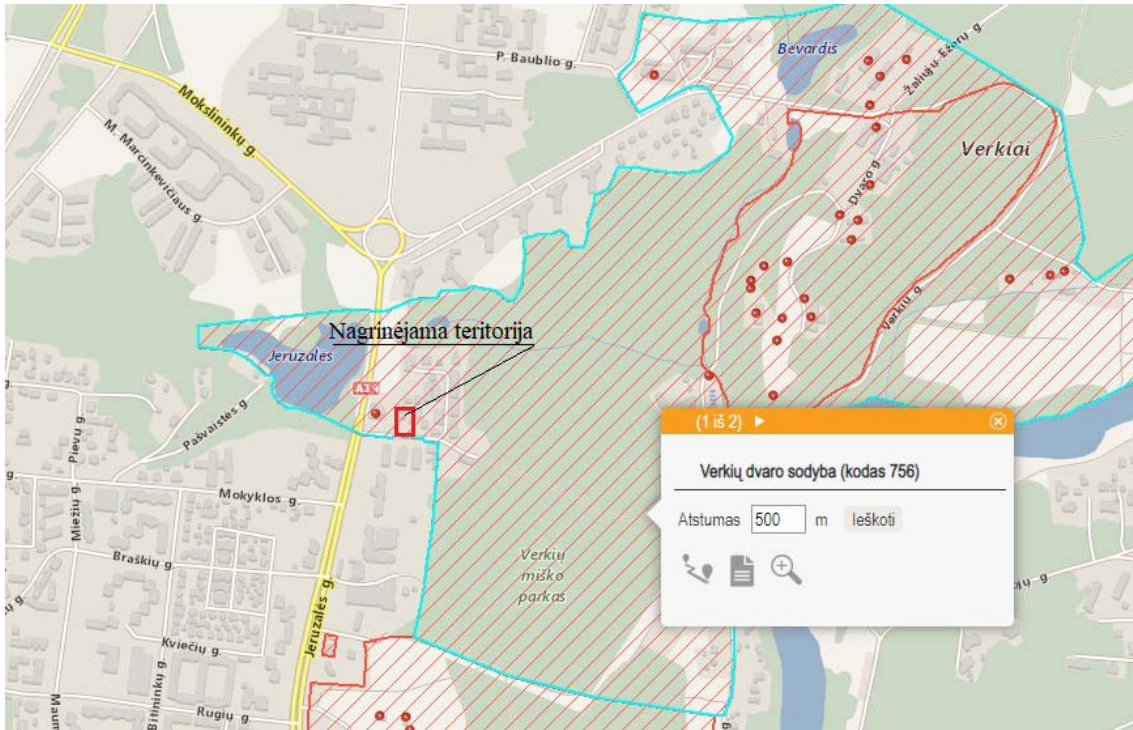 P. Baublio g.
Bevardis
Žaliųjų Ežerų g.
Mokslininkų g.
M. Marcinkevičiaus g.
Verkiai
Dvaro g.
Verkių g.
Nagrinėjama teritorija
Jeruzalės
A14
Pašvaistės g.
Pievų g.
g.
Miežių g.
Mokyklos g.
Braškių g.
Verkių
miško
parkas
Jeruzalės g.
Kviečių g.
Bitininkų g.
Rugių g.
(1 iš 2)
Verkių dvaro sodyba (kodas 756)
Atstumas 500 m Ieškoti